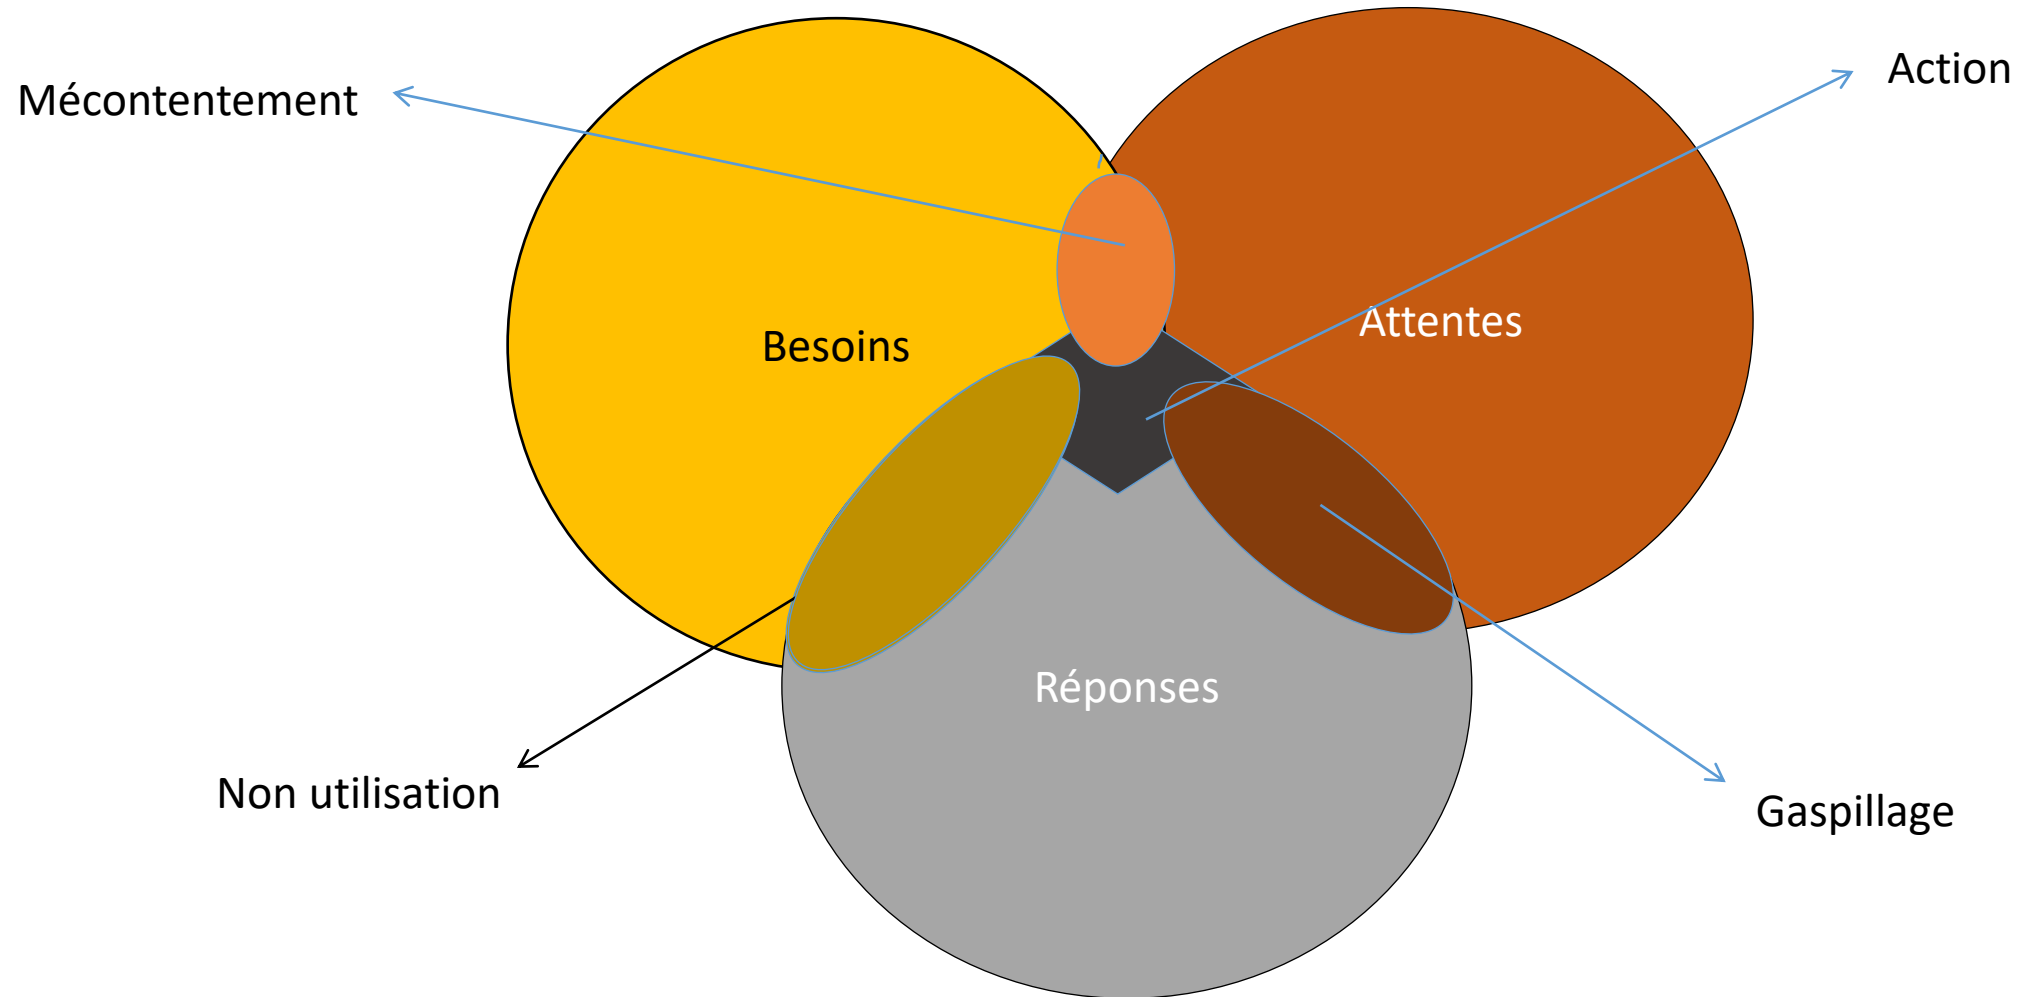 Action
Mécontentement
Attentes
Besoins
Réponses
Non utilisation
Gaspillage